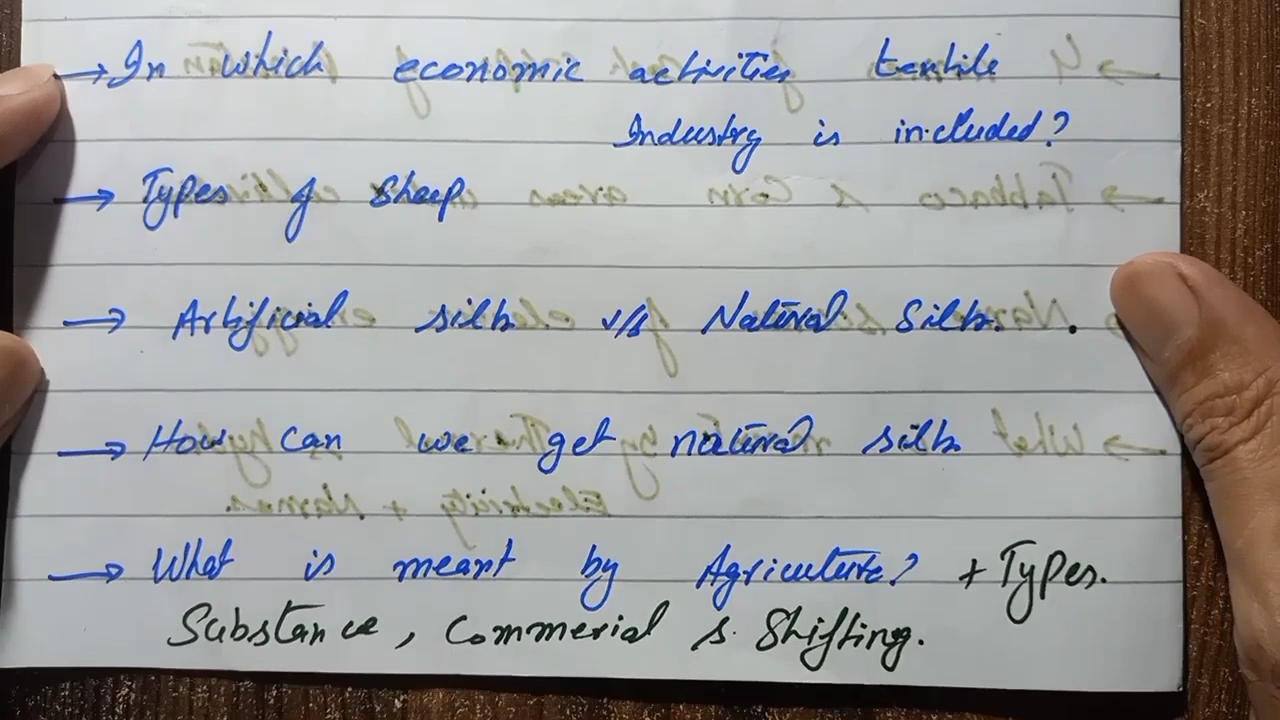 → In which economic activities textile
Industry is included?
→ Types of Sheep
→ Artificial silk v/s Natural Silk.
→ How can we get natural silk
→ What is meant by Agriculture? + Types.
Substance, Commerial & Shifting.